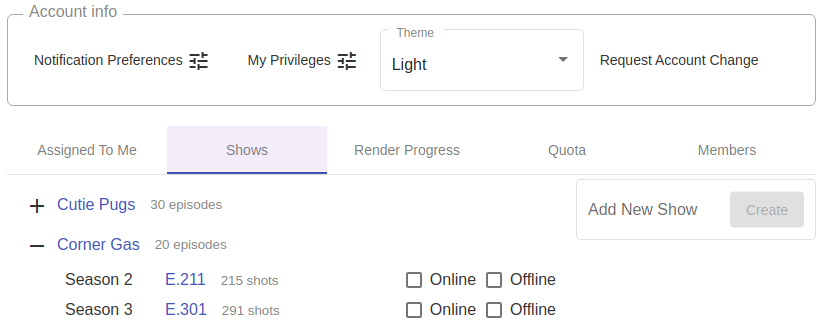 Account info
Notification Preferences My Privileges Theme Light Request Account Change
Assigned To Me Shows Render Progress Quota Members
Cutie Pugs 30 episodes Add New Show Create
Corner Gas 20 episodes
Season 2 E.211 215 shots Online Offline
Season 3 E.301 291 shots Online Offline